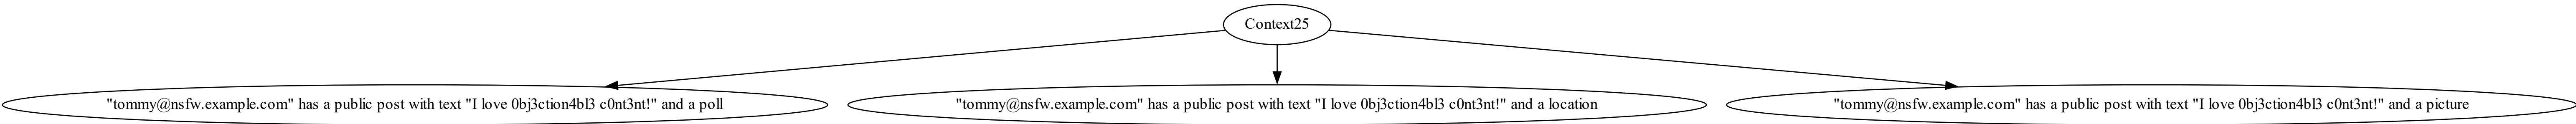 Context25
"tommy@nsfw.example.com" has a public post with text "I love 0bj3ction4bl3 c0nt3nt!" and a poll
"tommy@nsfw.example.com" has a public post with text "I love 0bj3ction4bl3 c0nt3nt!" and a location
"tommy@nsfw.example.com" has a public post with text "I love 0bj3ction4bl3 c0nt3nt!" and a picture